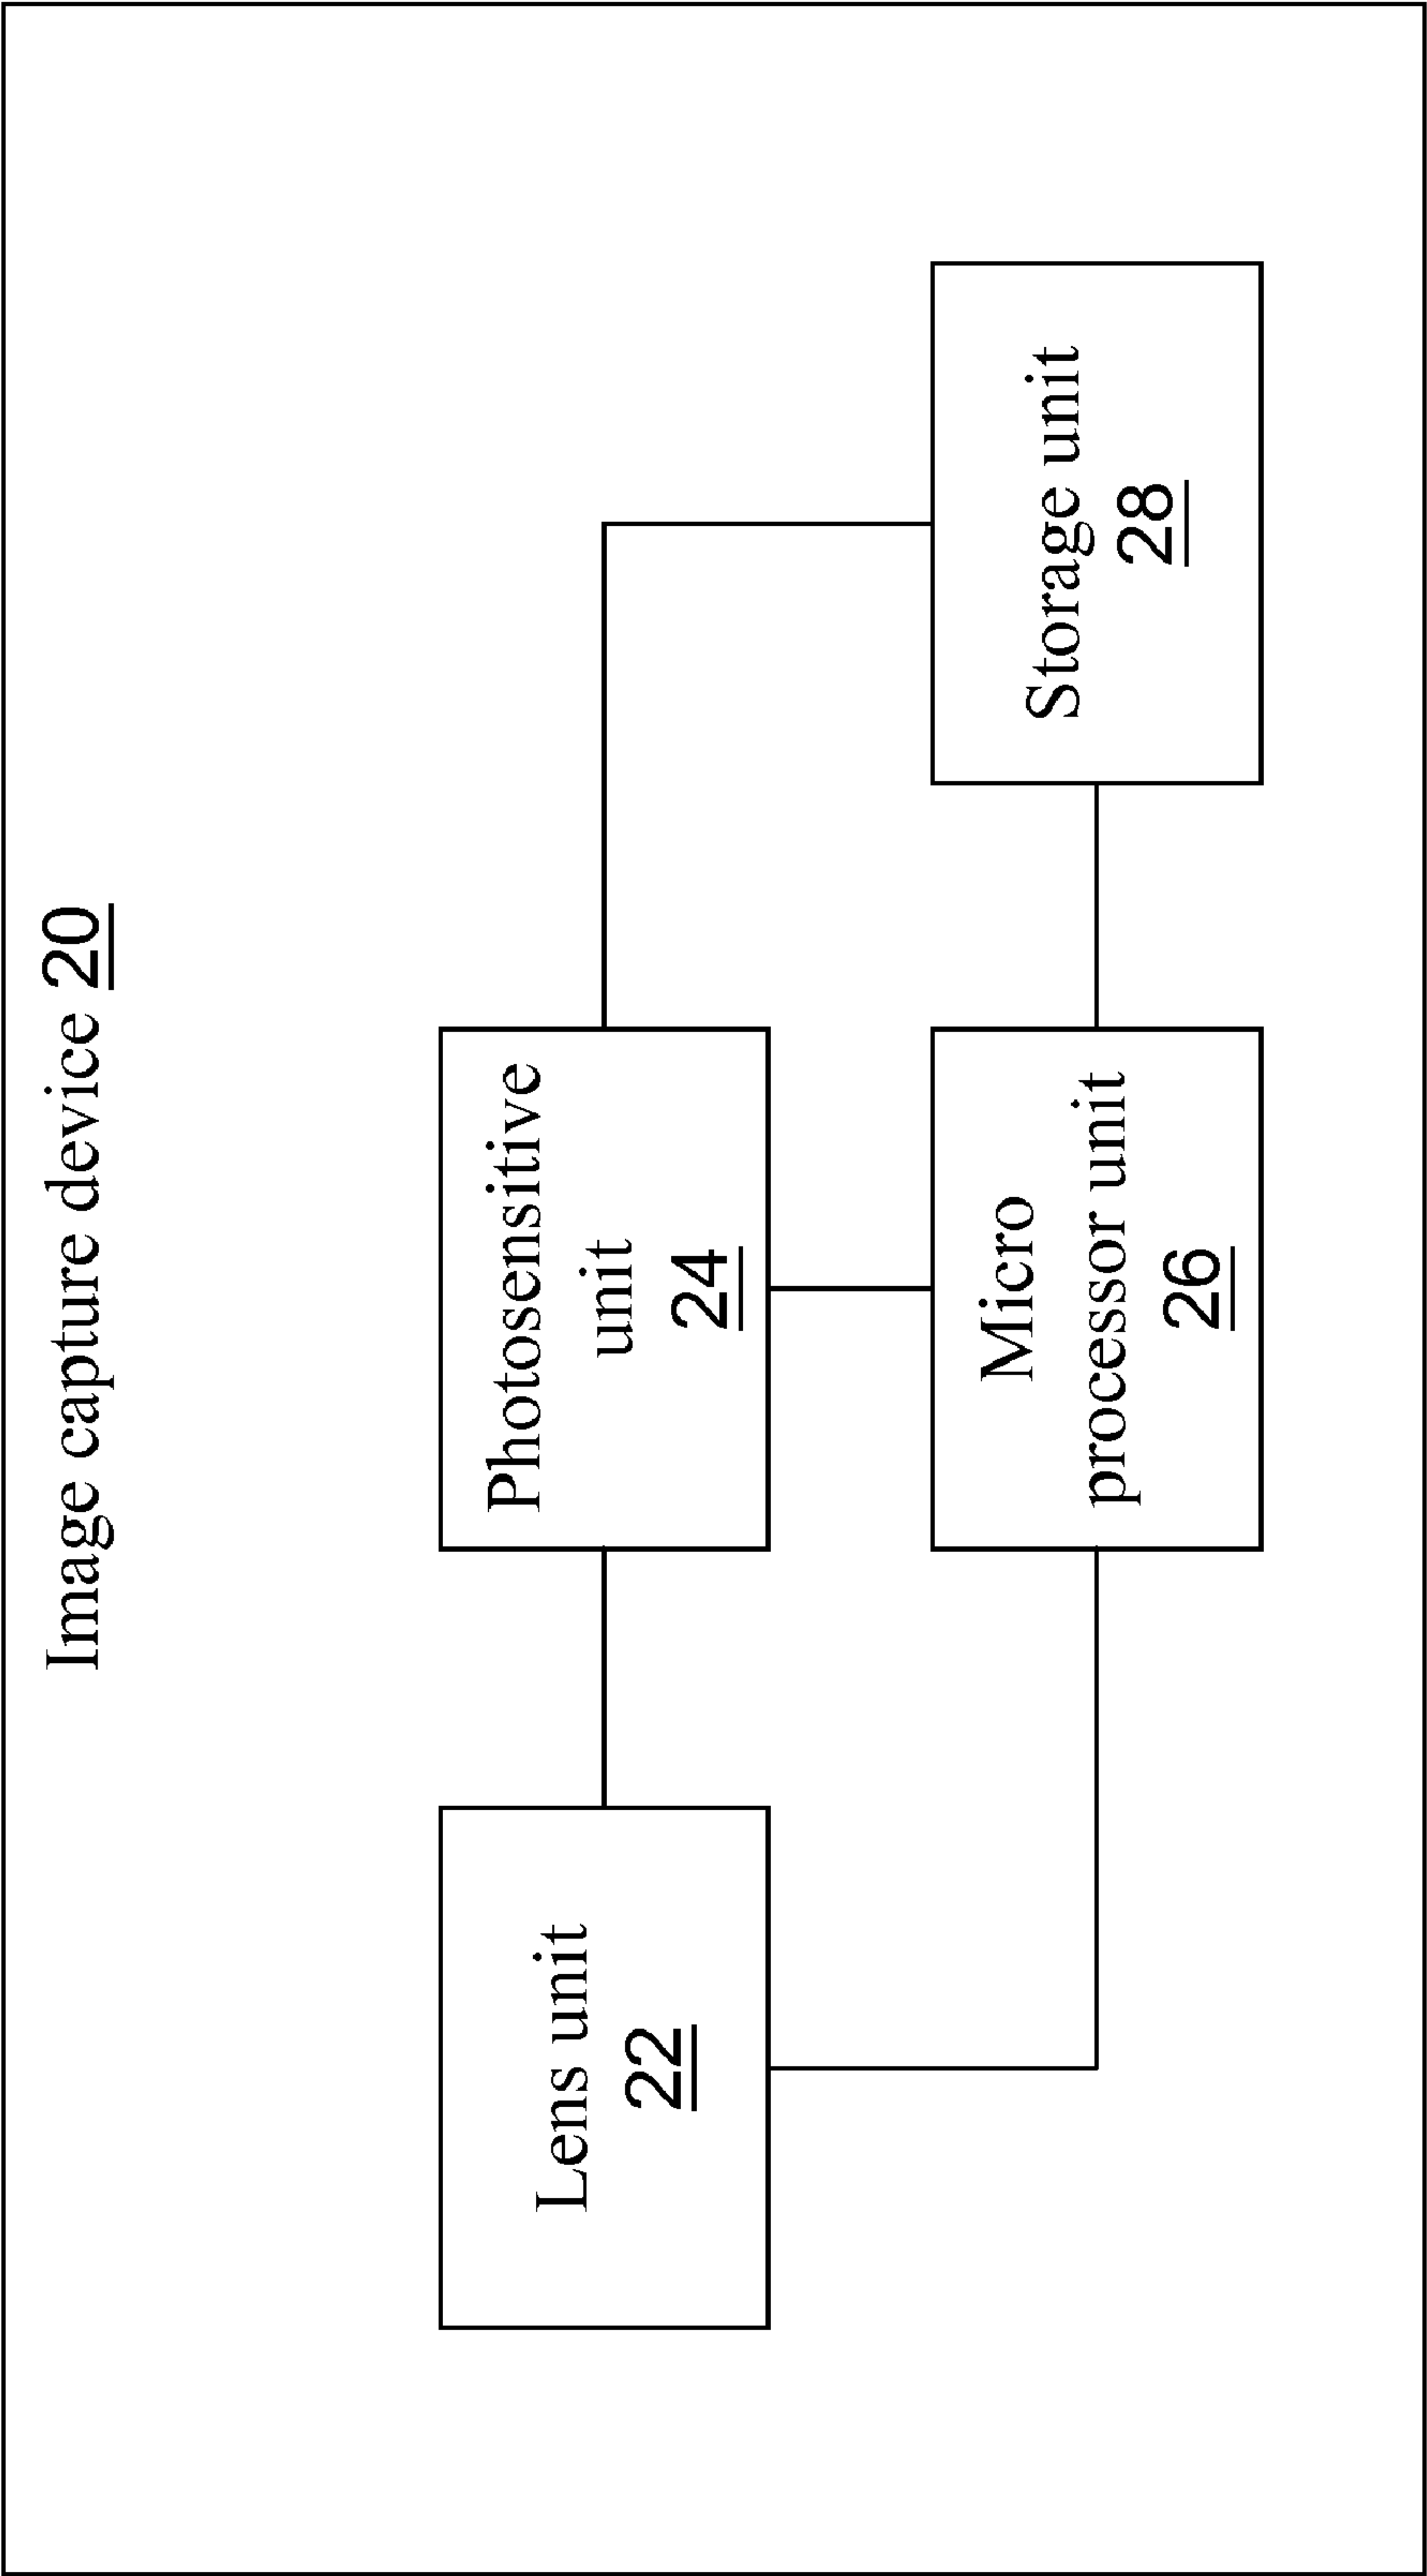 Image capture device 20
Lens unit
22
Photosensitive
unit
24
Micro
processor unit
26
Storage unit
28